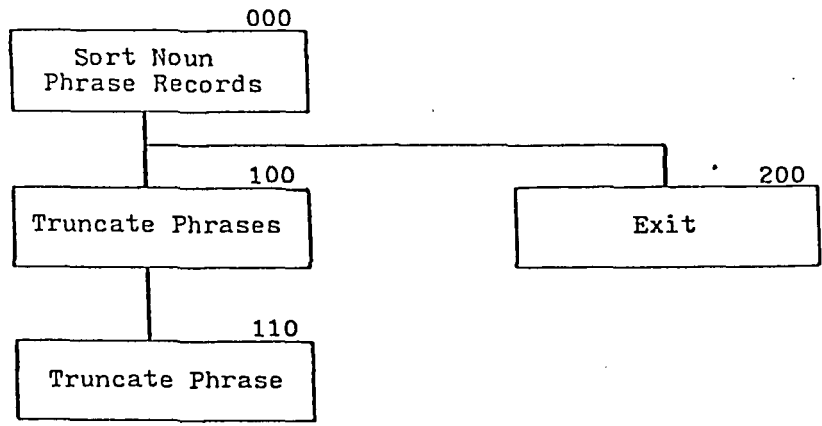 000
Sort Noun
Phrase Records
100
200
Truncate Phrases
Exit
110
Truncate Phrase